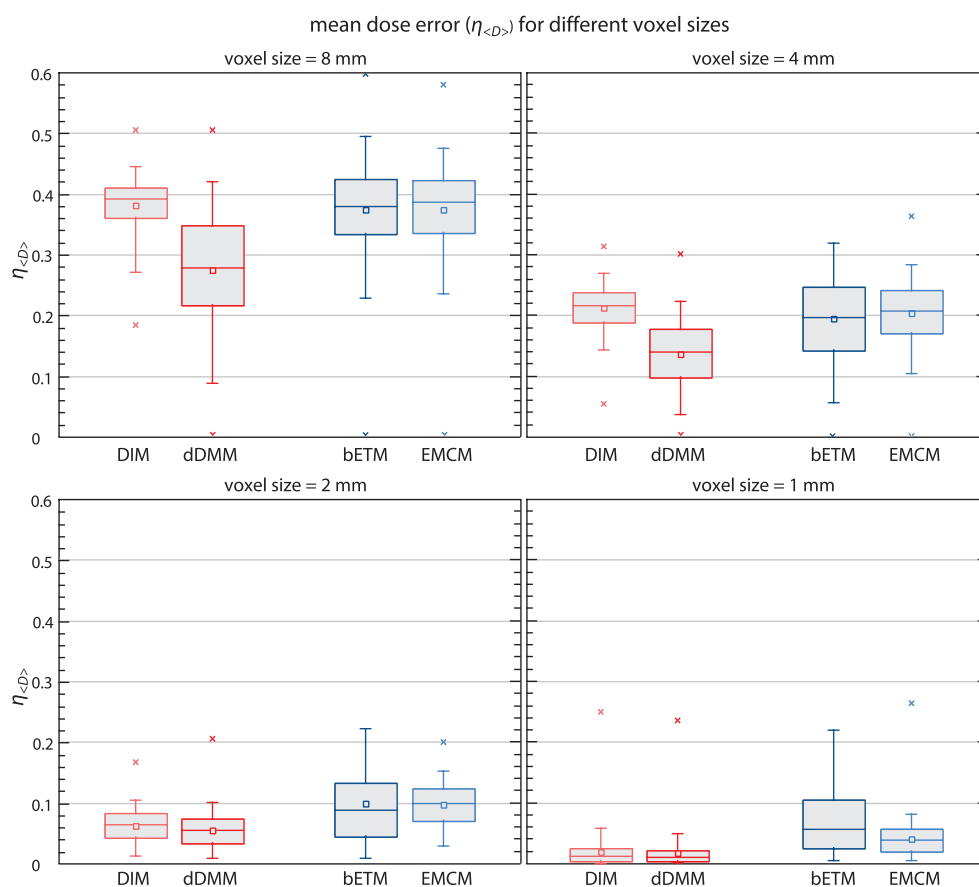 mean dose error (η<D>) for different voxel sizes
voxel size = 8 mm
voxel size = 4 mm
0.6
0.5
0.4
0.3
0.2
0.1
0
η<D>
DIM dDMM bETM EMCM
DIM dDMM bETM EMCM
voxel size = 2 mm
voxel size = 1 mm
0.6
0.5
0.4
0.3
0.2
0.1
0
η<D>
DIM dDMM bETM EMCM
DIM dDMM bETM EMCM